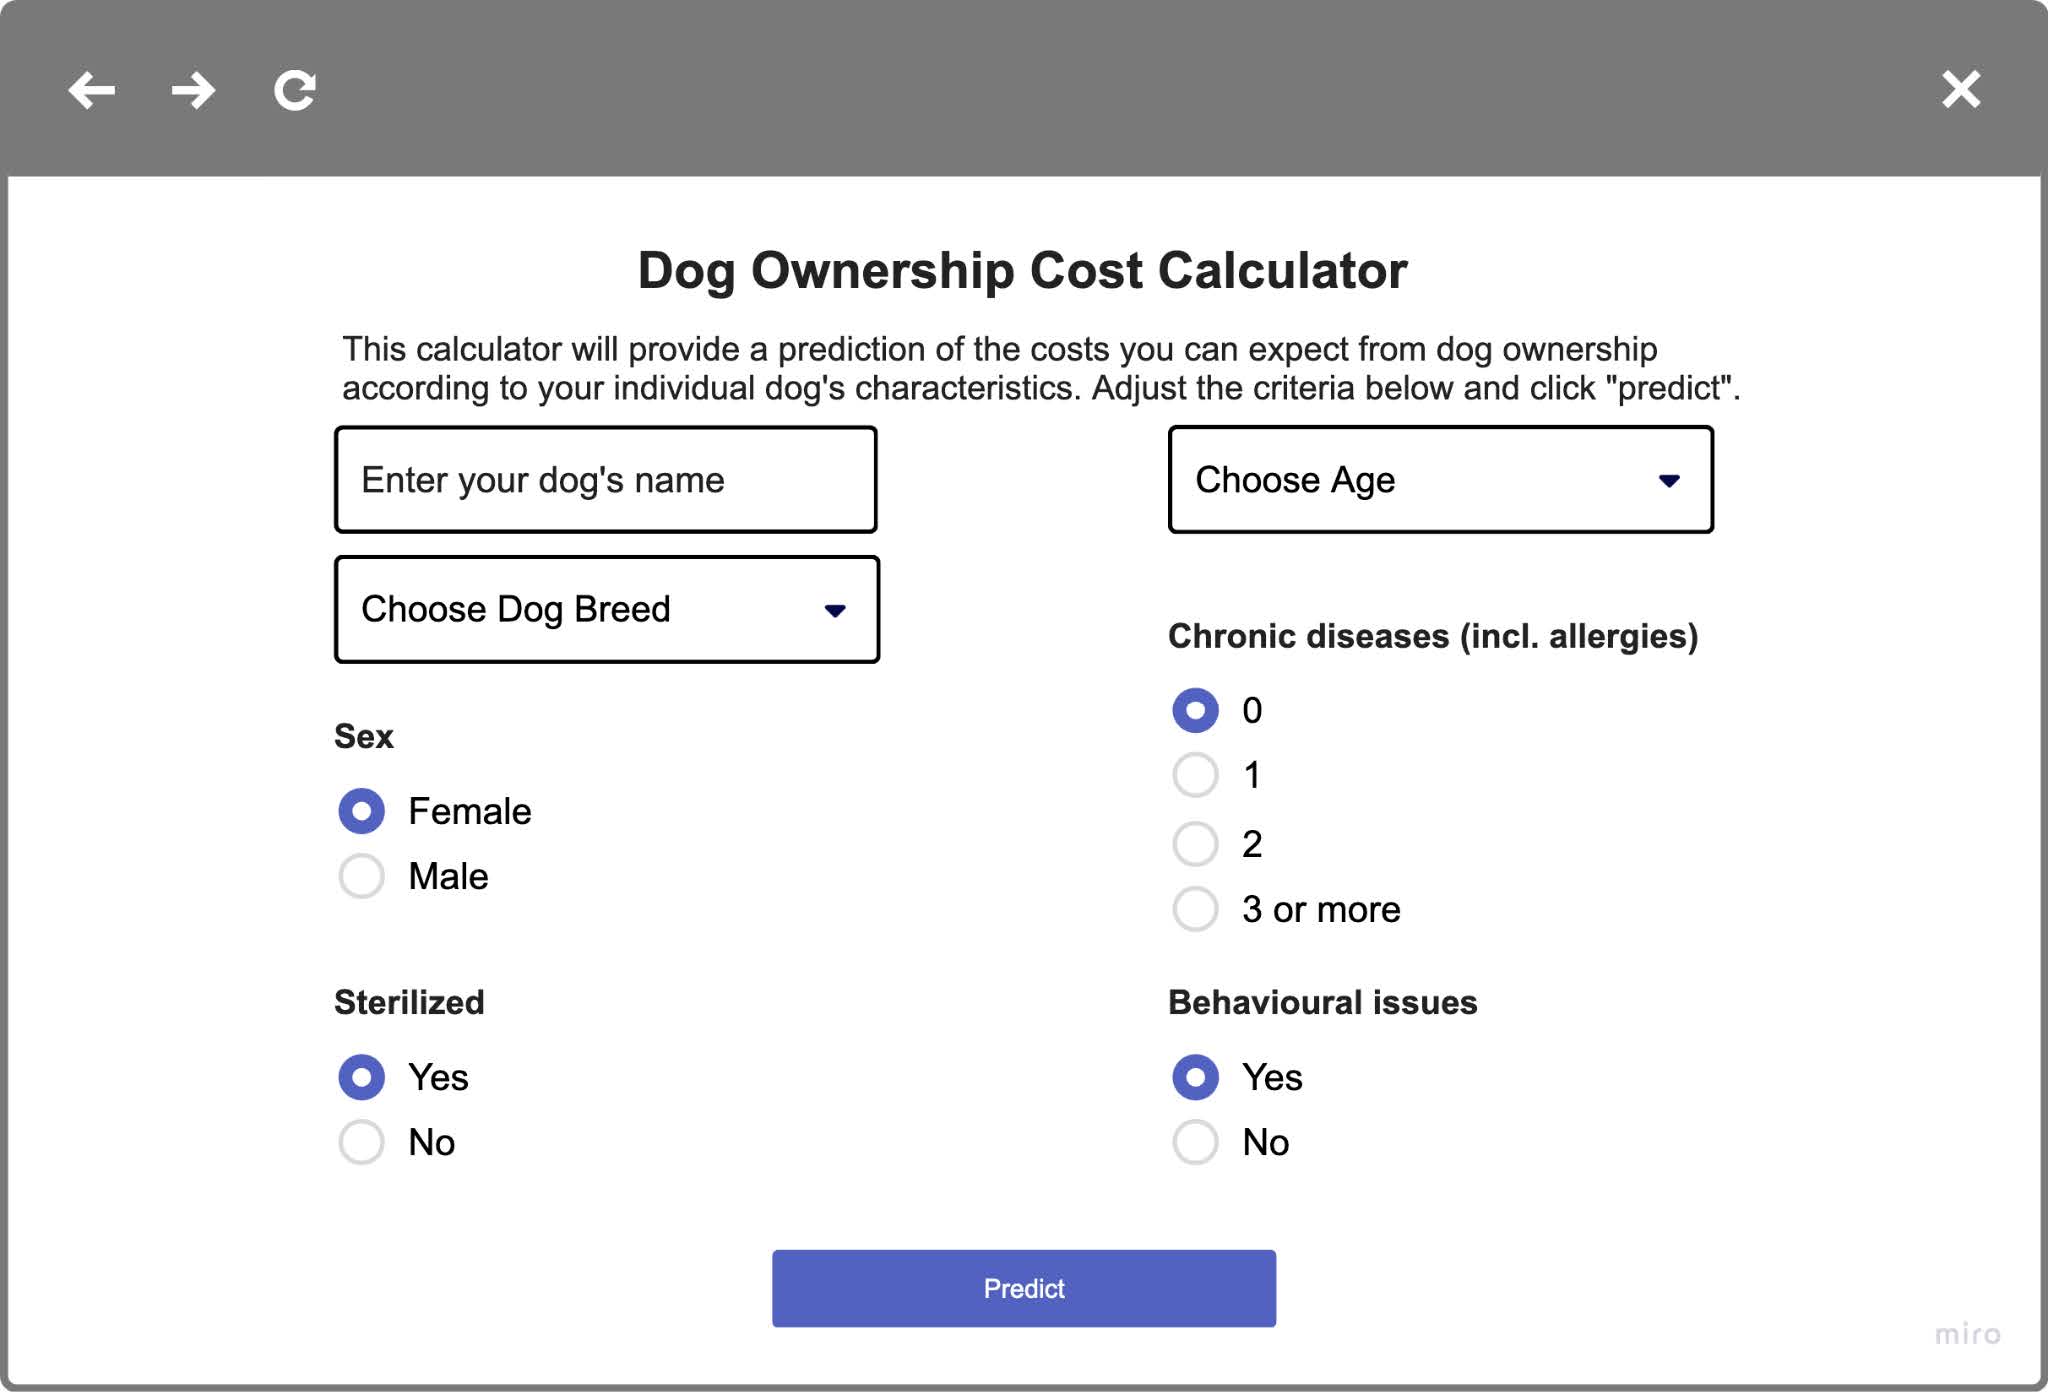 Dog Ownership Cost Calculator
This calculator will provide a prediction of the costs you can expect from dog ownership
according to your individual dog's characteristics. Adjust the criteria below and click "predict".
Enter your dog's name
Choose Dog Breed
Sex
Female
Male
Sterilized
Yes
No
Choose Age
Chronic diseases (incl. allergies)
0
1
2
3 or more
Behavioural issues
Yes
No
Predict
miro